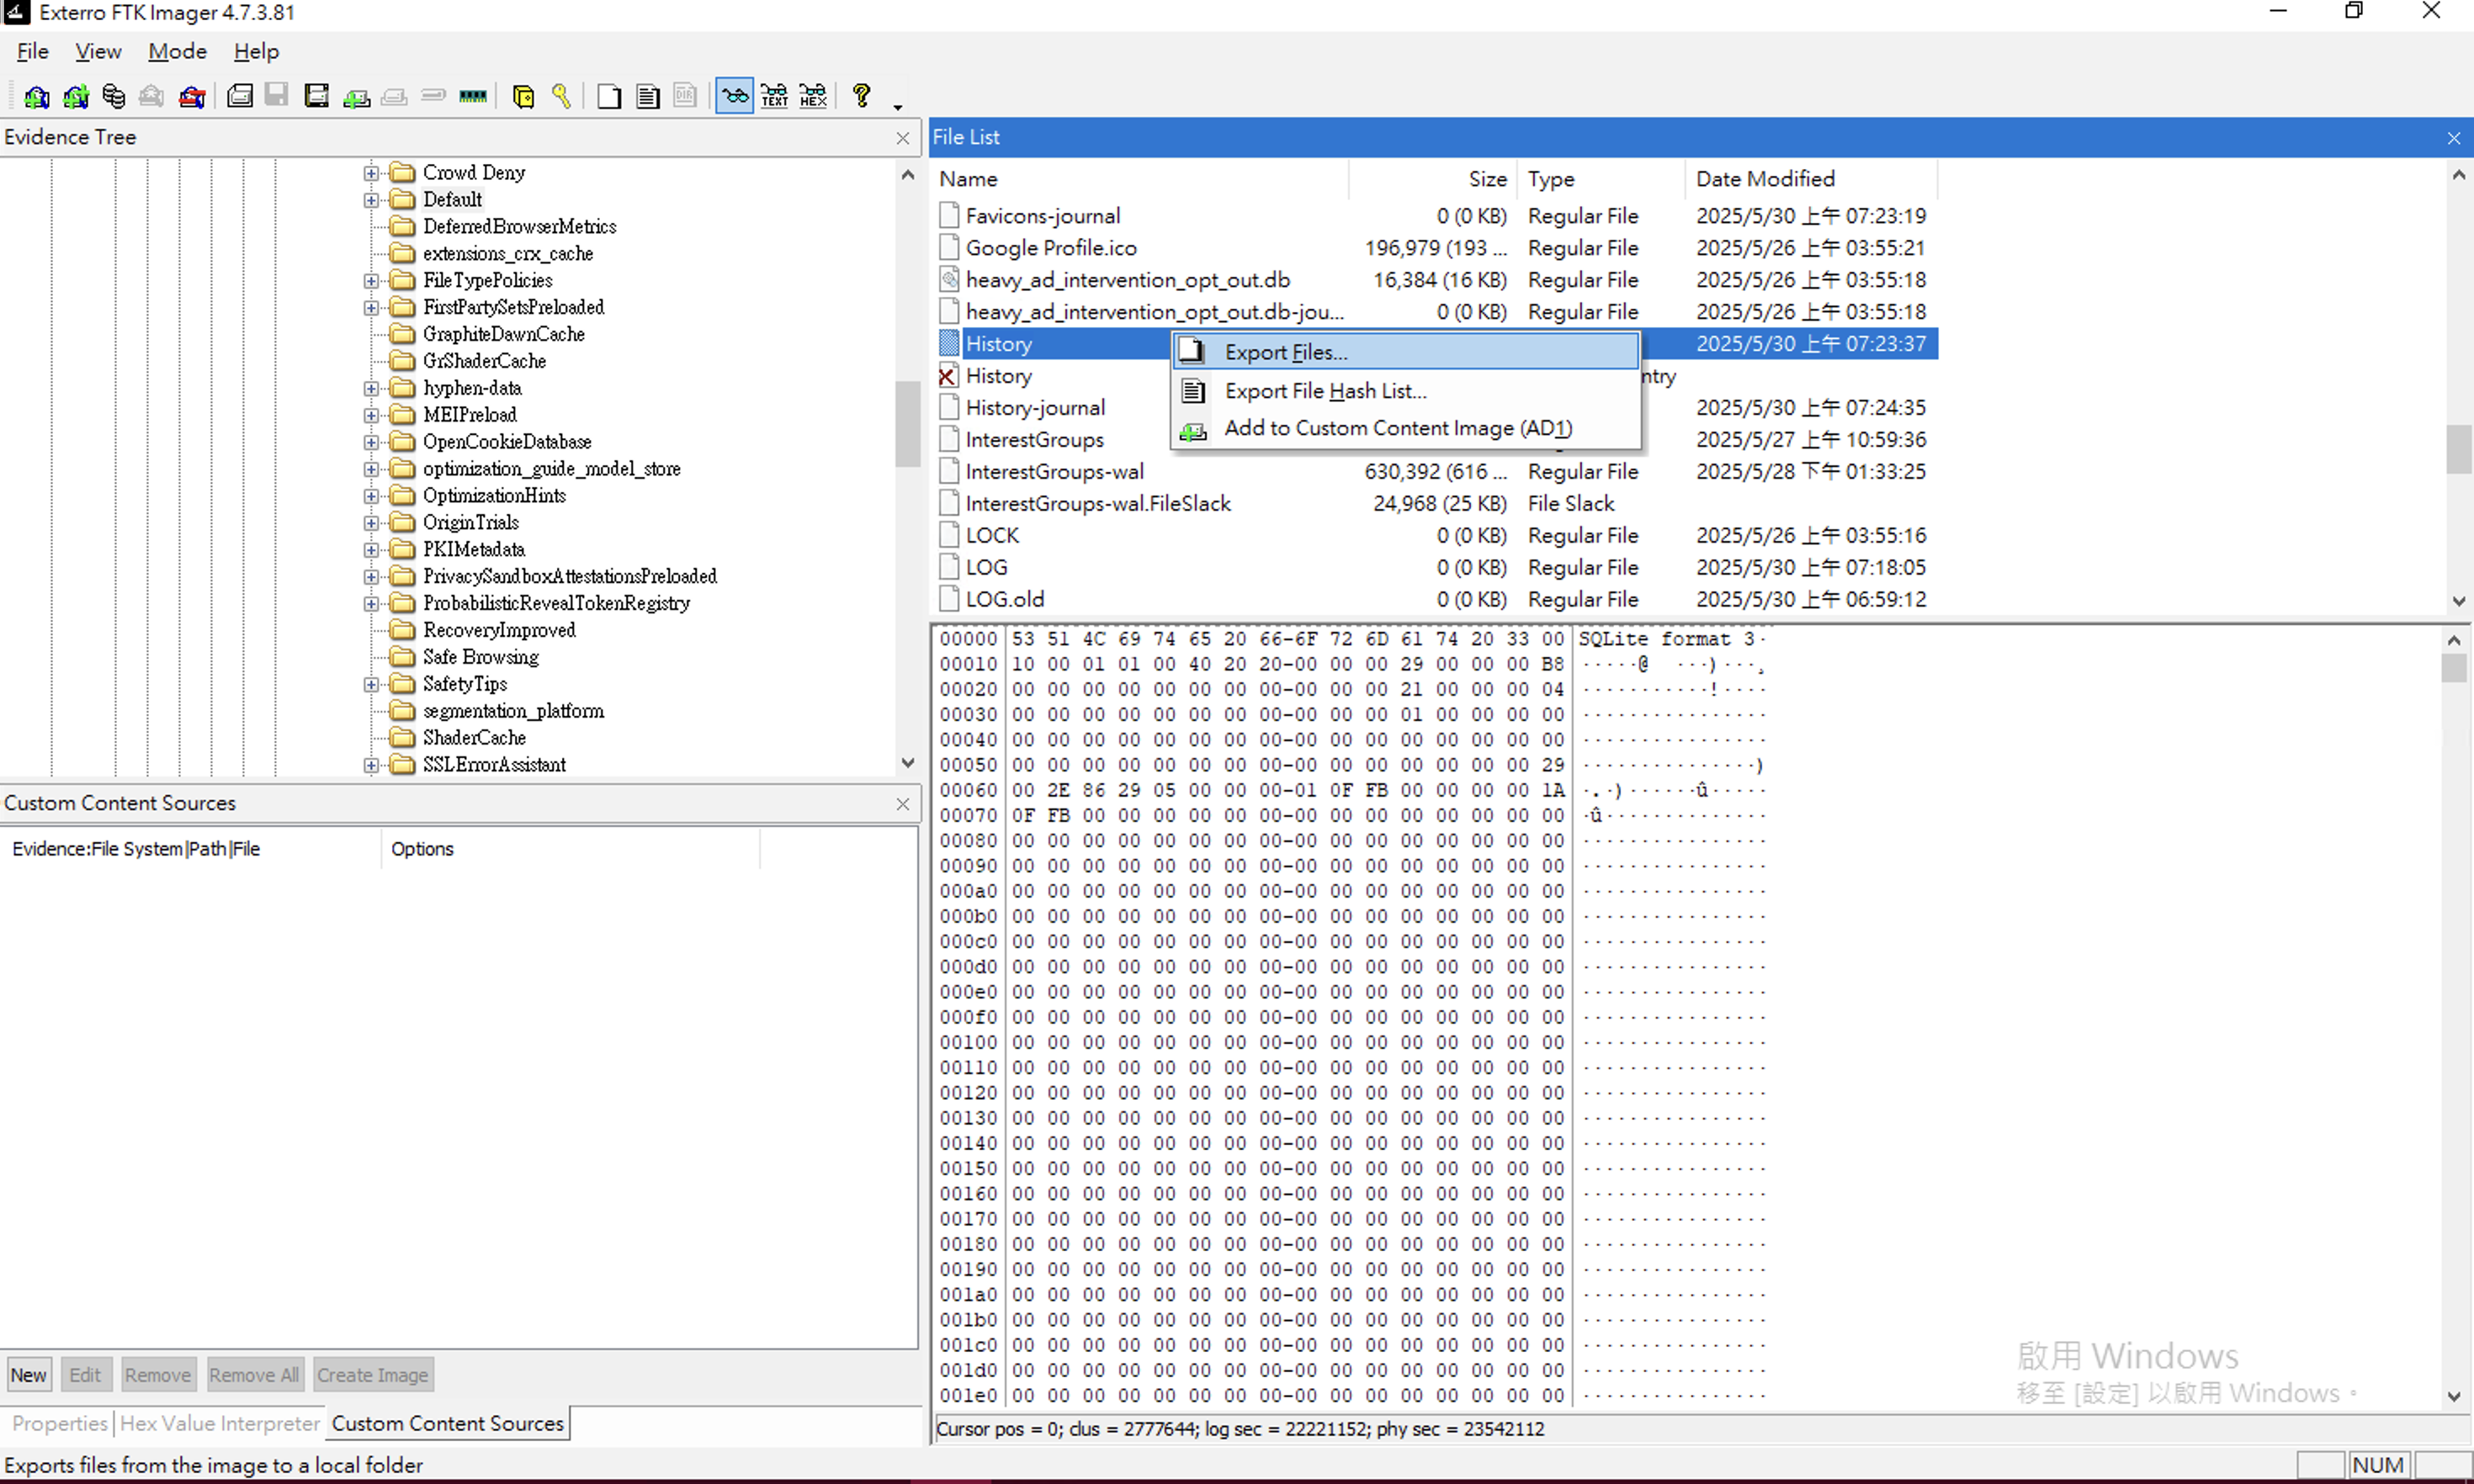 Exterro FTK Imager 4.7.3.81
File View Mode Help
TEXT HEX ?
Evidence Tree
Crowd Deny
Default
DeferredBrowserMetrics
extensions_crx_cache
FileTypePolicies
FirstPartySetsPreloaded
GraphiteDawnCache
GrShaderCache
hyphen-data
MEIPreload
OpenCookieDatabase
optimization_guide_model_store
OptimizationHints
OriginTrials
PKIMetadata
PrivacySandboxAttestationsPreloaded
ProbabilisticRevealTokenRegistry
RecoveryImproved
Safe Browsing
SafetyTips
segmentation_platform
ShaderCache
SSLErrorAssistant
Custom Content Sources
Evidence:File System|Path|File Options
New Edit Remove Remove All Create Image
Properties Hex Value Interpreter Custom Content Sources
File List
Name Size Type Date Modified
Favicons-journal 0 (0 KB) Regular File 2025/5/30 上午 07:23:19
Google Profile.ico 196,979 (193 ... Regular File 2025/5/26 上午 03:55:21
heavy_ad_intervention_opt_out.db 16,384 (16 KB) Regular File 2025/5/26 上午 03:55:18
heavy_ad_intervention_opt_out.db-jou... 0 (0 KB) Regular File 2025/5/26 上午 03:55:18
History 2025/5/30 上午 07:23:37
History ntry
History-journal 2025/5/30 上午 07:24:35
InterestGroups 2025/5/27 上午 10:59:36
InterestGroups-wal 630,392 (616 ... Regular File 2025/5/28 下午 01:33:25
InterestGroups-wal.FileSlack 24,968 (25 KB) File Slack
LOCK 0 (0 KB) Regular File 2025/5/26 上午 03:55:16
LOG 0 (0 KB) Regular File 2025/5/30 上午 07:18:05
LOG.old 0 (0 KB) Regular File 2025/5/30 上午 06:59:12
Export Files...
Export File Hash List...
Add to Custom Content Image (AD1)
00000 53 51 4C 69 74 65 20 66-6F 72 6D 61 74 20 33 00 SQLite format 3·
00010 10 00 01 01 00 40 20 20-00 00 00 29 00 00 00 B8 ·····@  ···)···¸
00020 00 00 00 00 00 00 00 00-00 00 00 21 00 00 00 04 ···········!····
00030 00 00 00 00 00 00 00 00-00 00 00 01 00 00 00 00 ················
00040 00 00 00 00 00 00 00 00-00 00 00 00 00 00 00 00 ················
00050 00 00 00 00 00 00 00 00-00 00 00 00 00 00 00 29 ···············)
00060 00 2E 86 29 05 00 00 00-01 0F FB 00 00 00 00 1A ·.·)······û·····
00070 0F FB 00 00 00 00 00 00-00 00 00 00 00 00 00 00 ·û··············
00080 00 00 00 00 00 00 00 00-00 00 00 00 00 00 00 00 ················
00090 00 00 00 00 00 00 00 00-00 00 00 00 00 00 00 00 ················
000a0 00 00 00 00 00 00 00 00-00 00 00 00 00 00 00 00 ················
000b0 00 00 00 00 00 00 00 00-00 00 00 00 00 00 00 00 ················
000c0 00 00 00 00 00 00 00 00-00 00 00 00 00 00 00 00 ················
000d0 00 00 00 00 00 00 00 00-00 00 00 00 00 00 00 00 ················
000e0 00 00 00 00 00 00 00 00-00 00 00 00 00 00 00 00 ················
000f0 00 00 00 00 00 00 00 00-00 00 00 00 00 00 00 00 ················
00100 00 00 00 00 00 00 00 00-00 00 00 00 00 00 00 00 ················
00110 00 00 00 00 00 00 00 00-00 00 00 00 00 00 00 00 ················
00120 00 00 00 00 00 00 00 00-00 00 00 00 00 00 00 00 ················
00130 00 00 00 00 00 00 00 00-00 00 00 00 00 00 00 00 ················
00140 00 00 00 00 00 00 00 00-00 00 00 00 00 00 00 00 ················
00150 00 00 00 00 00 00 00 00-00 00 00 00 00 00 00 00 ················
00160 00 00 00 00 00 00 00 00-00 00 00 00 00 00 00 00 ················
00170 00 00 00 00 00 00 00 00-00 00 00 00 00 00 00 00 ················
00180 00 00 00 00 00 00 00 00-00 00 00 00 00 00 00 00 ················
00190 00 00 00 00 00 00 00 00-00 00 00 00 00 00 00 00 ················
001a0 00 00 00 00 00 00 00 00-00 00 00 00 00 00 00 00 ················
001b0 00 00 00 00 00 00 00 00-00 00 00 00 00 00 00 00 ················
001c0 00 00 00 00 00 00 00 00-00 00 00 00 00 00 00 00 ················
001d0 00 00 00 00 00 00 00 00-00 00 00 00 00 00 00 00 ················
001e0 00 00 00 00 00 00 00 00-00 00 00 00 00 00 00 00 ················
啟用 Windows
移至 [設定] 以啟用 Windows。
Cursor pos = 0; clus = 2777644; log sec = 22221152; phy sec = 23542112
Exports files from the image to a local folder
NUM